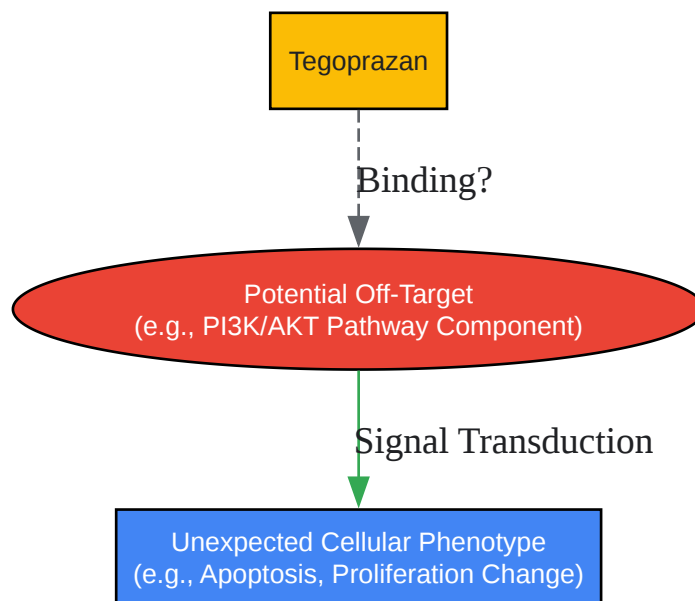 Tegoprazan
Binding?
Potential Off-Target
(e.g., PI3K/AKT Pathway Component)
Signal Transduction
Unexpected Cellular Phenotype
(e.g., Apoptosis, Proliferation Change)